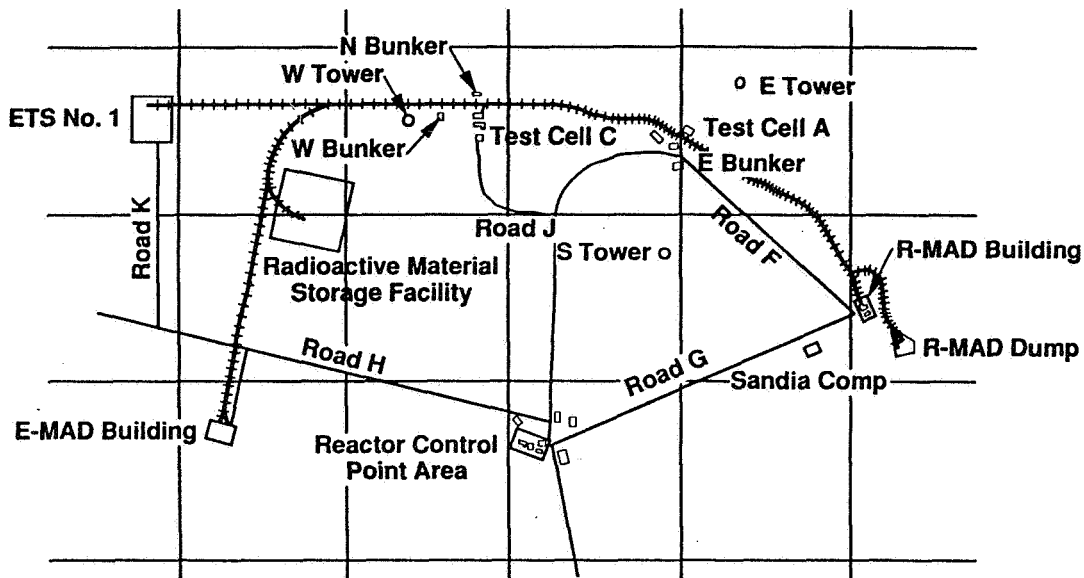 N Bunker
W Tower
E Tower
ETS No. 1
W Bunker
Test Cell C
Test Cell A
E Bunker
Road K
Road J
Road F
S Tower
R-MAD Building
Radioactive Material
Storage Facility
Road H
Road G
R-MAD Dump
Sandia Comp
E-MAD Building
Reactor Control
Point Area